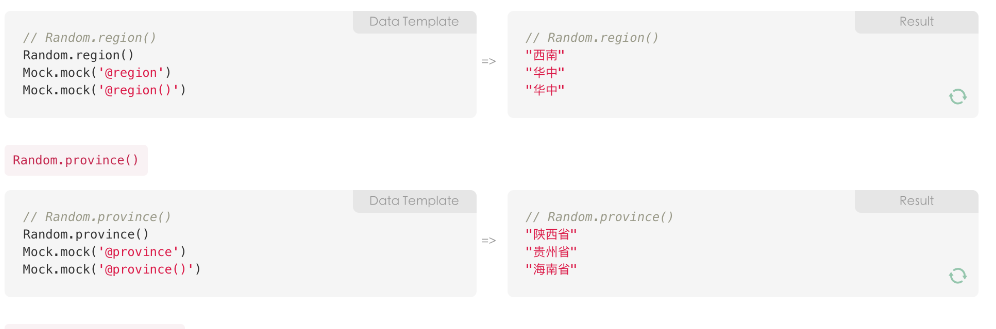 Data Template
// Random.region()
Random.region()
Mock.mock('@region')
Mock.mock('@region()')
=>
Result
// Random.region()
"西南"
"华中"
"华中"
Random.province()
Data Template
// Random.province()
Random.province()
Mock.mock('@province')
Mock.mock('@province()')
=>
Result
// Random.province()
"陕西省"
"贵州省"
"海南省"